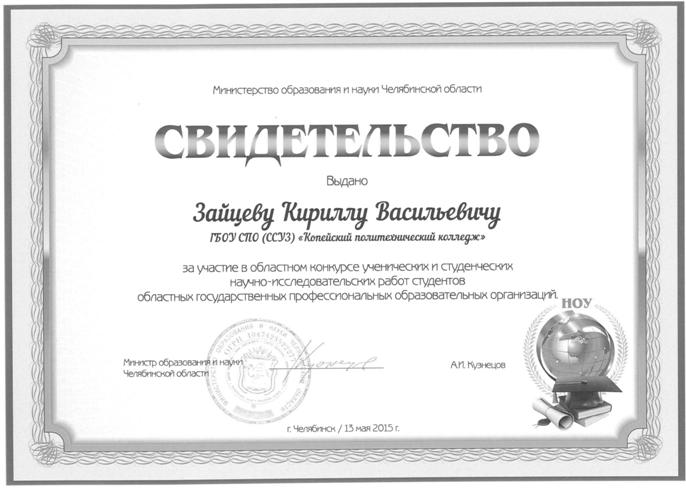 Министерство образования и науки Челябинской области
СВИДЕТЕЛЬСТВО
Выдано
Зайцеву Кириллу Васильевичу
ГБОУ СПО (ССУЗ) «Копейский политехнический колледж»
за участие в областном конкурсе ученических и студенческих
научно-исследовательских работ студентов
областных государственных профессиональных образовательных организаций.
НОУ
Министр образования и науки
Челябинской области
А.И. Кузнецов
г. Челябинск / 13 мая 2015 г.